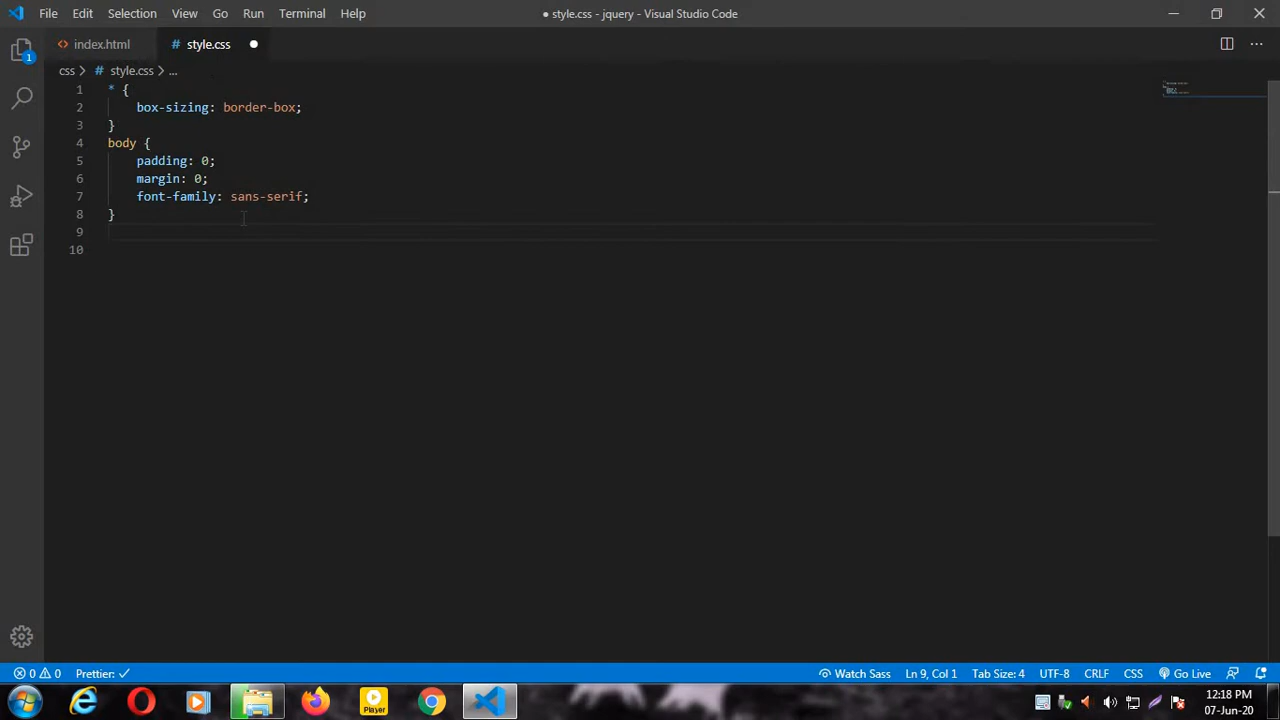 File Edit Selection View Go Run Terminal Help ● style.css - jquery - Visual Studio Code
index.html # style.css
1
css > # style.css > ...
1 * {
2 box-sizing: border-box;
3 }
4 body {
5 padding: 0;
6 margin: 0;
7 font-family: sans-serif;
8 }
9
10
0 0 Prettier: ✓ Watch Sass Ln 9, Col 1 Tab Size: 4 UTF-8 CRLF CSS Go Live
Player
12:18 PM
07-Jun-20